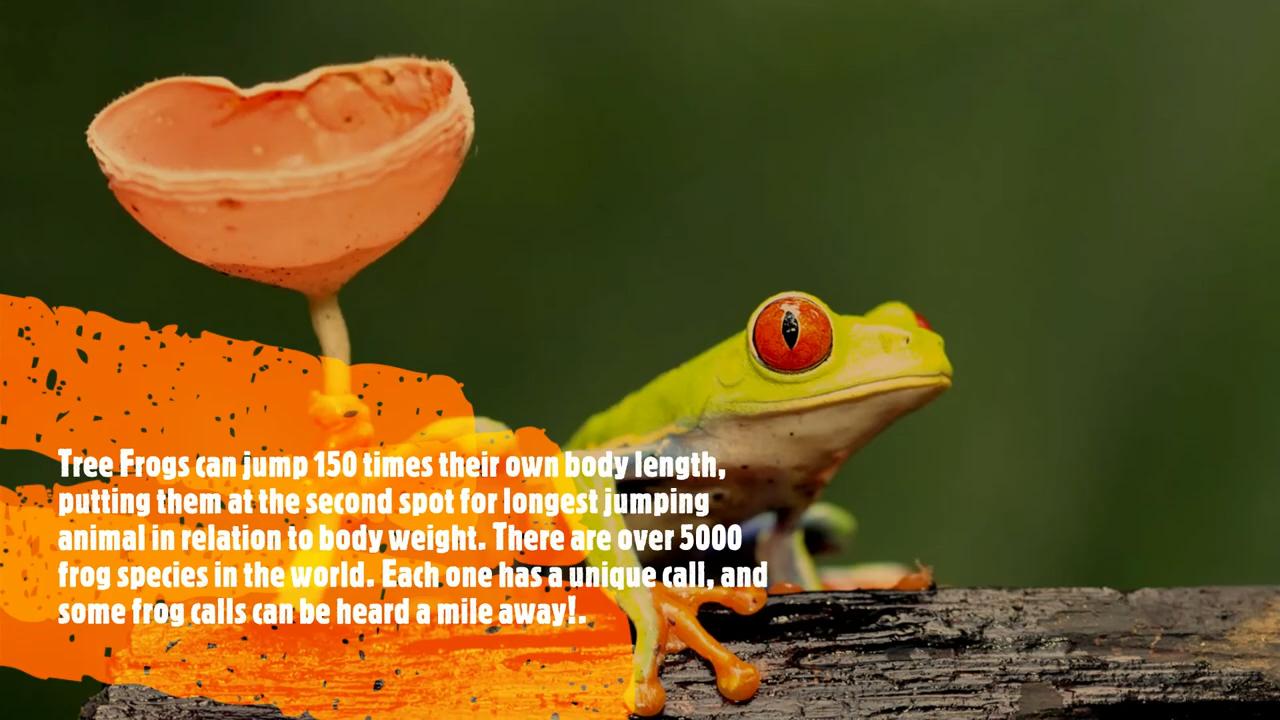 Tree Frogs can jump 150 times their own body length,
putting them at the second spot for longest jumping
animal in relation to body weight. There are over 5000
frog species in the world. Each one has a unique call, and
some frog calls can be heard a mile away!.